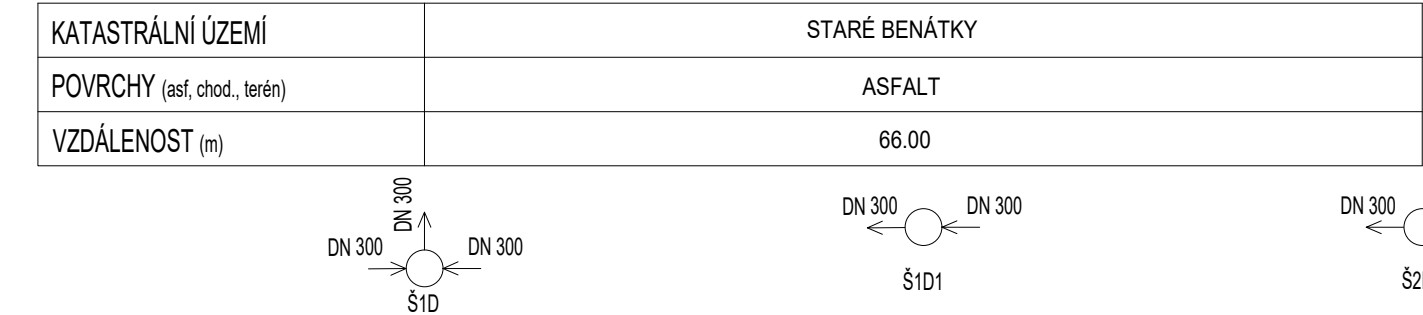 KATASTRÁLNÍ ÚZEMÍ STARÉ BENÁTKY
POVRCHY (asf, chod., terén) ASFALT
VZDÁLENOST (m) 66.00
DN 300
DN 300 DN 300
Š1D
DN 300 DN 300
Š1D1
DN 300